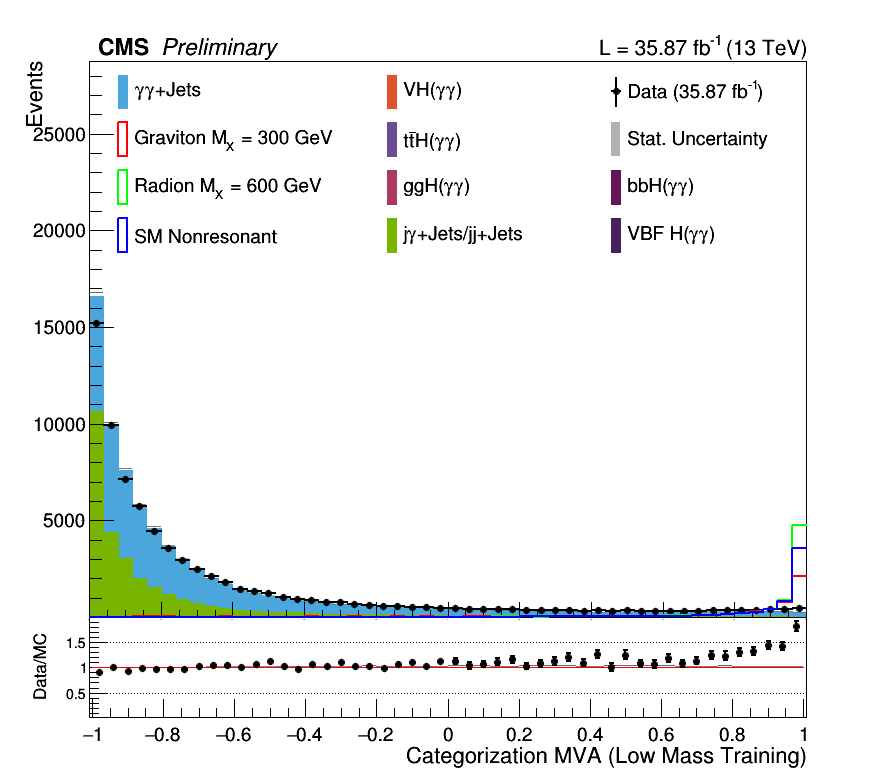 CMS Preliminary L = 35.87 fb⁻¹ (13 TeV)
Events
γγ+Jets VH(γγ) Data (35.87 fb⁻¹)
Graviton Mₓ = 300 GeV tt̄H(γγ) Stat. Uncertainty
Radion Mₓ = 600 GeV ggH(γγ) bbH(γγ)
SM Nonresonant jγ+Jets/jj+Jets VBF H(γγ)
25000
20000
15000
10000
5000
Data/MC
1.5
1
0.5
−1 −0.8 −0.6 −0.4 −0.2 0 0.2 0.4 0.6 0.8 1
Categorization MVA (Low Mass Training)